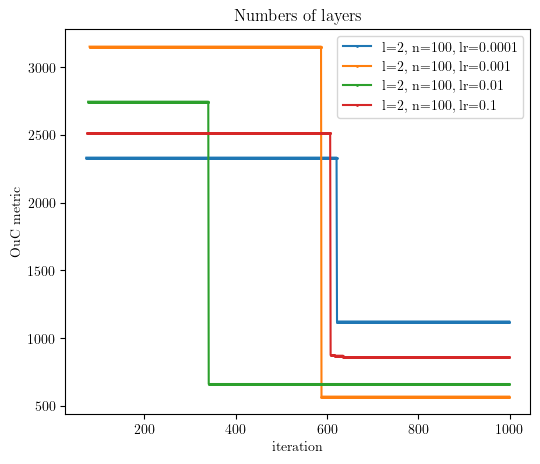 Numbers of layers
l=2, n=100, lr=0.0001
l=2, n=100, lr=0.001
l=2, n=100, lr=0.01
l=2, n=100, lr=0.1
OuC metric
3000
2500
2000
1500
1000
500
200
400
600
800
1000
iteration